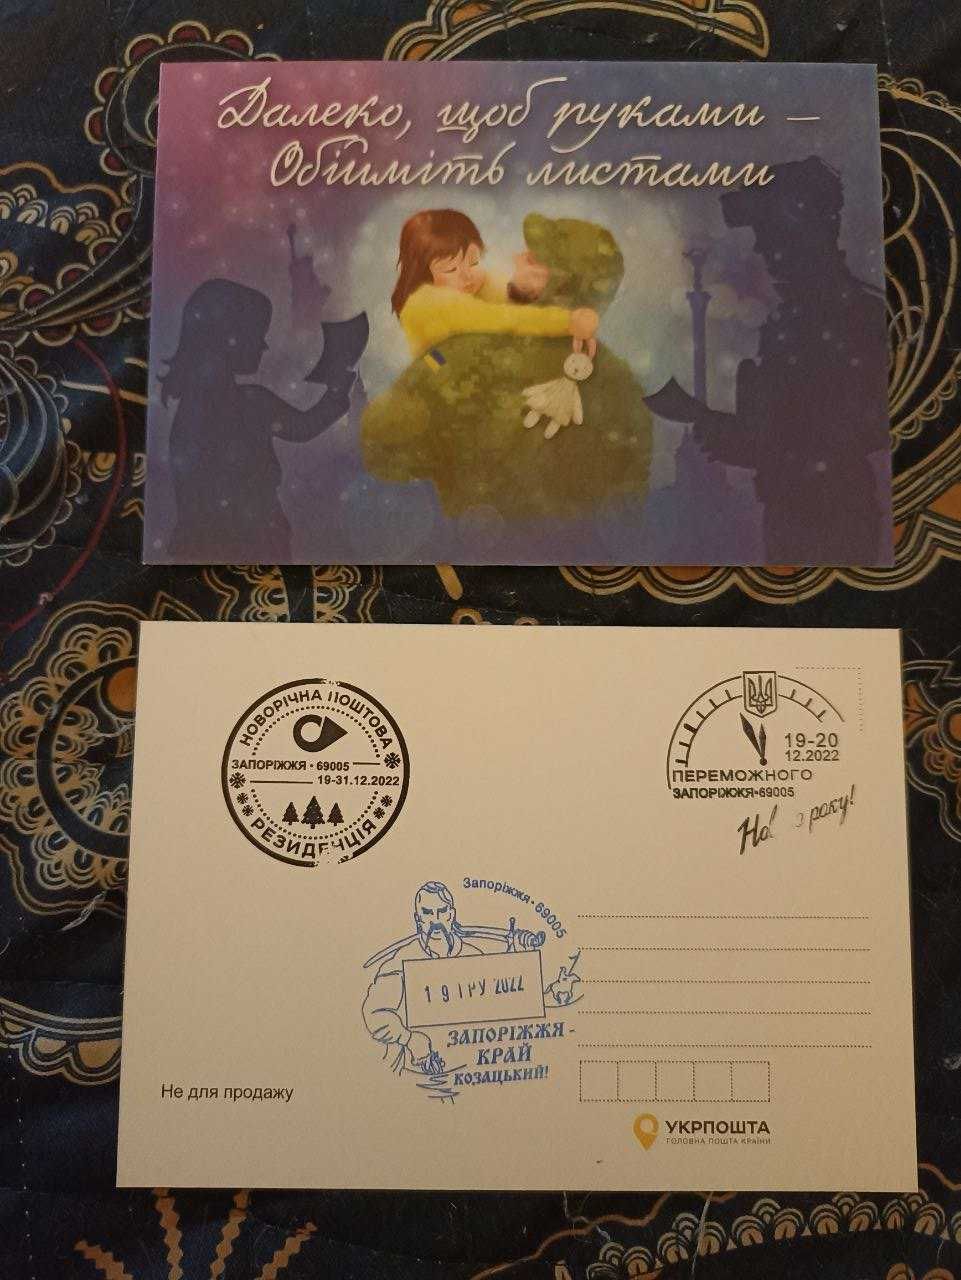 Далеко, щоб руками –
Обійміть листами
НОВОРІЧНА ПОШТОВА
ЗАПОРІЖЖЯ • 69005
19-31.12.2022
РЕЗИДЕНЦІЯ
19-20
12.2022
ПЕРЕМОЖНОГО
ЗАПОРІЖЖЯ•69005
року!
Запоріжжя • 69005
19 ГРУ 2022
ЗАПОРІЖЖЯ -
КРАЙ
КОЗАЦЬКИЙ!
Не для продажу
УКРПОШТА
ГОЛОВНА ПОШТА КРАЇНИ